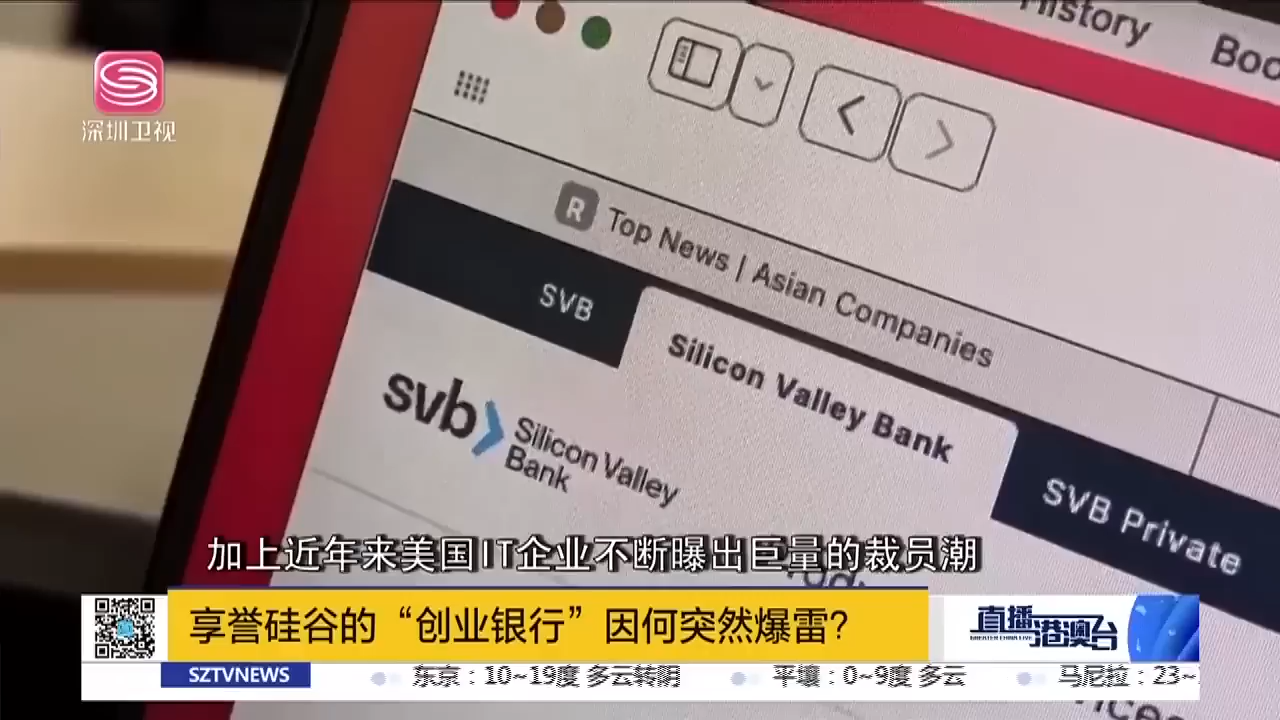 History
Boo
深圳卫视
R
Top News | Asian Companies
SVB
Silicon Valley Bank
SVB Private
svb
Silicon Valley
Bank
加上近年来美国IT企业不断曝出巨量的裁员潮
享誉硅谷的“创业银行”因何突然爆雷？
直播港澳台
SZTVNEWS
东京：10~19度 多云转阴
平壤：0~9度 多云
马尼拉：23~